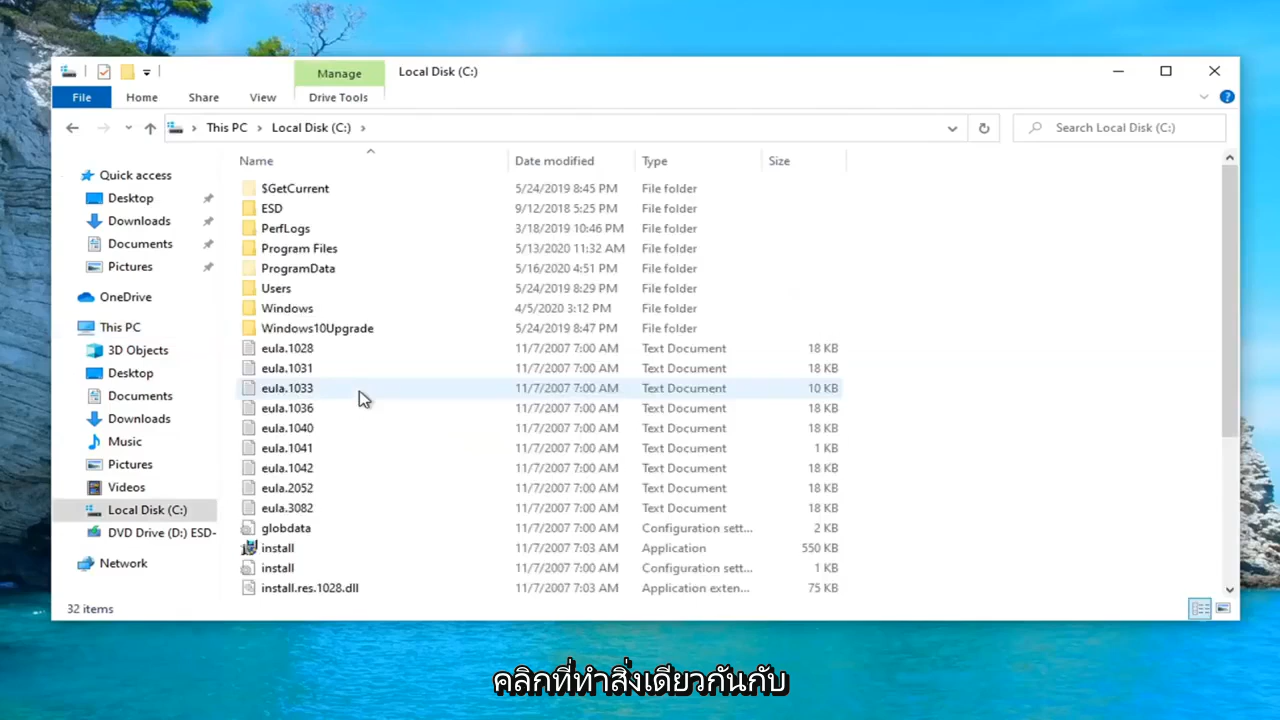 Manage
Local Disk (C:)
File
Home
Share
View
Drive Tools
This PC > Local Disk (C:) >
Search Local Disk (C:)
Quick access
Desktop
Downloads
Documents
Pictures
OneDrive
This PC
3D Objects
Desktop
Documents
Downloads
Music
Pictures
Videos
Local Disk (C:)
DVD Drive (D:) ESD-
Network
Name Date modified Type Size
$GetCurrent 5/24/2019 8:45 PM File folder
ESD 9/12/2018 5:25 PM File folder
PerfLogs 3/18/2019 10:46 PM File folder
Program Files 5/13/2020 11:32 AM File folder
ProgramData 5/16/2020 4:51 PM File folder
Users 5/24/2019 8:29 PM File folder
Windows 4/5/2020 3:12 PM File folder
Windows10Upgrade 5/24/2019 8:47 PM File folder
eula.1028 11/7/2007 7:00 AM Text Document 18 KB
eula.1031 11/7/2007 7:00 AM Text Document 18 KB
eula.1033 11/7/2007 7:00 AM Text Document 10 KB
eula.1036 11/7/2007 7:00 AM Text Document 18 KB
eula.1040 11/7/2007 7:00 AM Text Document 18 KB
eula.1041 11/7/2007 7:00 AM Text Document 1 KB
eula.1042 11/7/2007 7:00 AM Text Document 18 KB
eula.2052 11/7/2007 7:00 AM Text Document 18 KB
eula.3082 11/7/2007 7:00 AM Text Document 18 KB
globdata 11/7/2007 7:00 AM Configuration sett... 2 KB
install 11/7/2007 7:03 AM Application 550 KB
install 11/7/2007 7:00 AM Configuration sett... 1 KB
install.res.1028.dll 11/7/2007 7:03 AM Application exten... 75 KB
32 items
คลิกที่ทำสิ่งเดียวกันกับ